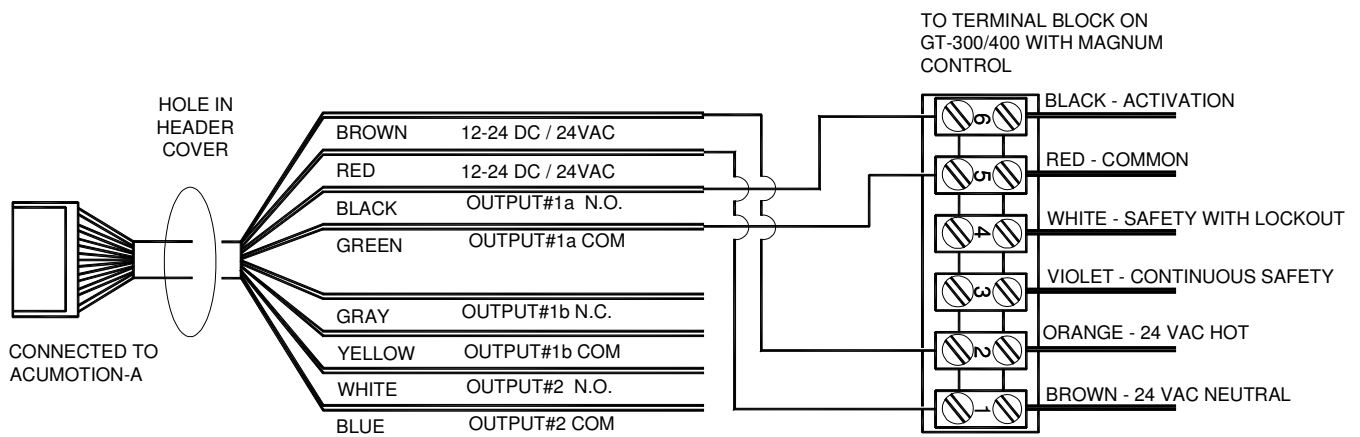 TO TERMINAL BLOCK ON
GT-300/400 WITH MAGNUM
CONTROL
HOLE IN
HEADER
COVER
BROWN 12-24 DC / 24VAC
RED 12-24 DC / 24VAC
BLACK OUTPUT#1a N.O.
GREEN OUTPUT#1a COM
GRAY OUTPUT#1b N.C.
YELLOW OUTPUT#1b COM
WHITE OUTPUT#2 N.O.
BLUE OUTPUT#2 COM
CONNECTED TO
ACUMOTION-A
6 BLACK - ACTIVATION
5 RED - COMMON
4 WHITE - SAFETY WITH LOCKOUT
3 VIOLET - CONTINUOUS SAFETY
2 ORANGE - 24 VAC HOT
1 BROWN - 24 VAC NEUTRAL